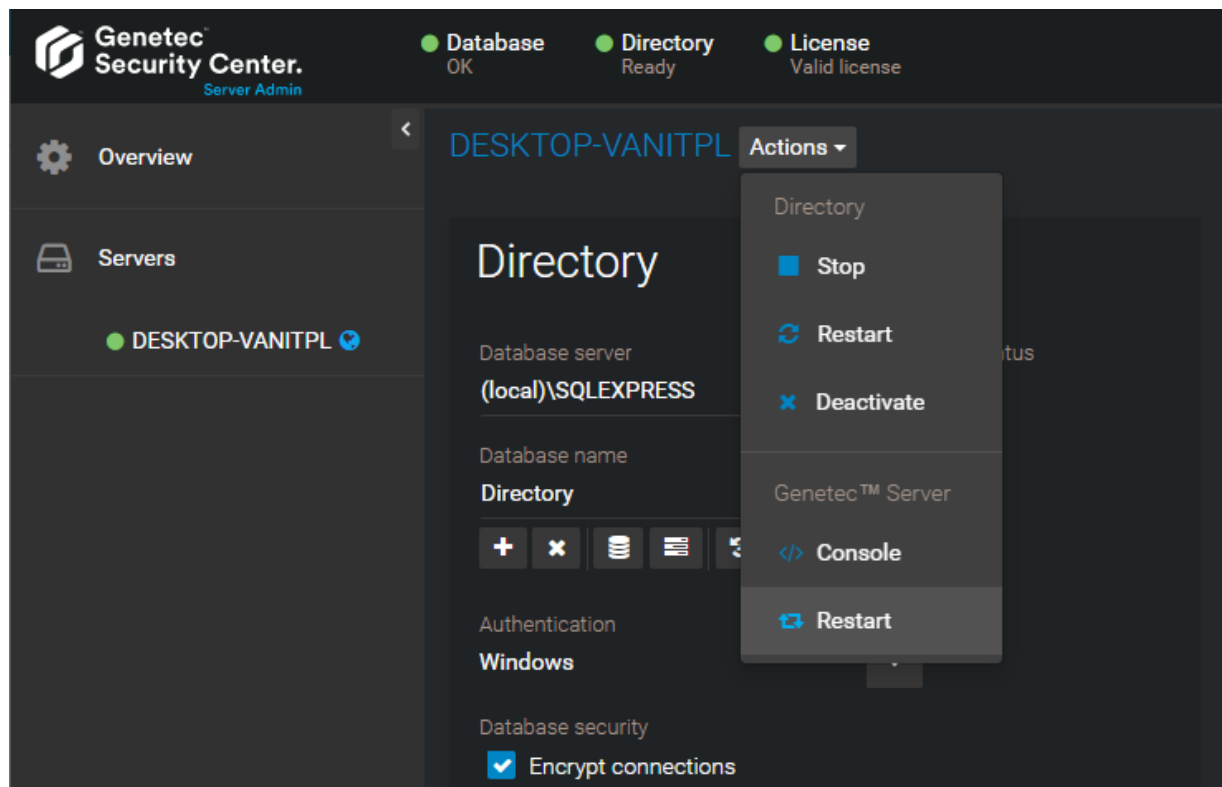 Genetec™
Security Center.
Server Admin
Database
OK
Directory
Ready
License
Valid license
Overview
Servers
DESKTOP-VANITPL
DESKTOP-VANITPL
Actions
Directory
Stop
Restart
Deactivate
Genetec™ Server
Console
Restart
Directory
Database server
(local)\SQLEXPRESS
tus
Database name
Directory
Authentication
Windows
Database security
Encrypt connections